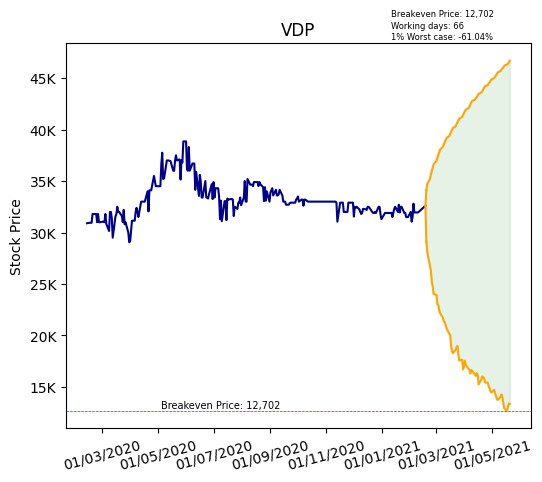 Breakeven Price: 12,702
Working days: 66
1% Worst case: -61.04%
VDP
Stock Price
45K
40K
35K
30K
25K
20K
15K
Breakeven Price: 12,702
01/03/2020
01/05/2020
01/07/2020
01/09/2020
01/11/2020
01/01/2021
01/03/2021
01/05/2021